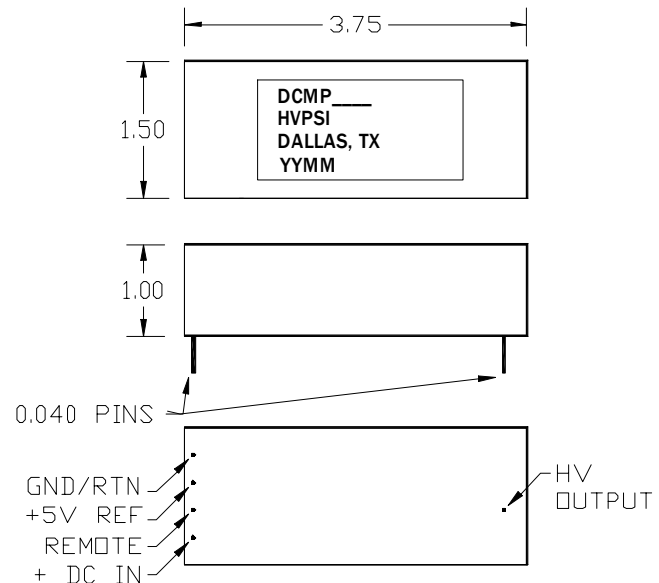 3.75
1.50
DCMP____
HVPSI
DALLAS, TX
YYMM
1.00
0.040 PINS
GND/RTN
+5V REF
REMOTE
+ DC IN
HV
OUTPUT